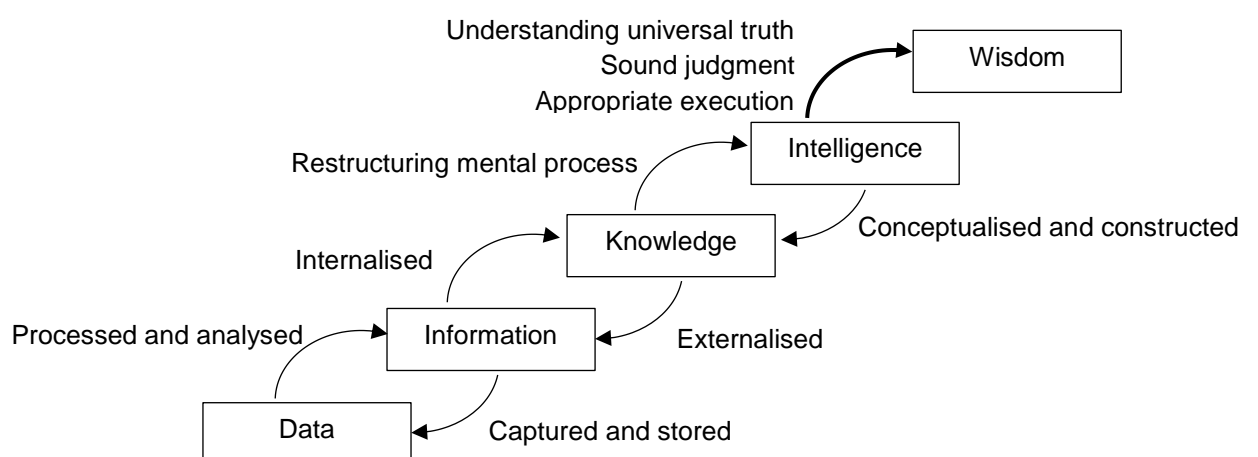 Understanding universal truth
Sound judgment
Appropriate execution
Wisdom
Restructuring mental process
Intelligence
Internalised
Knowledge
Conceptualised and constructed
Processed and analysed
Information
Externalised
Data
Captured and stored